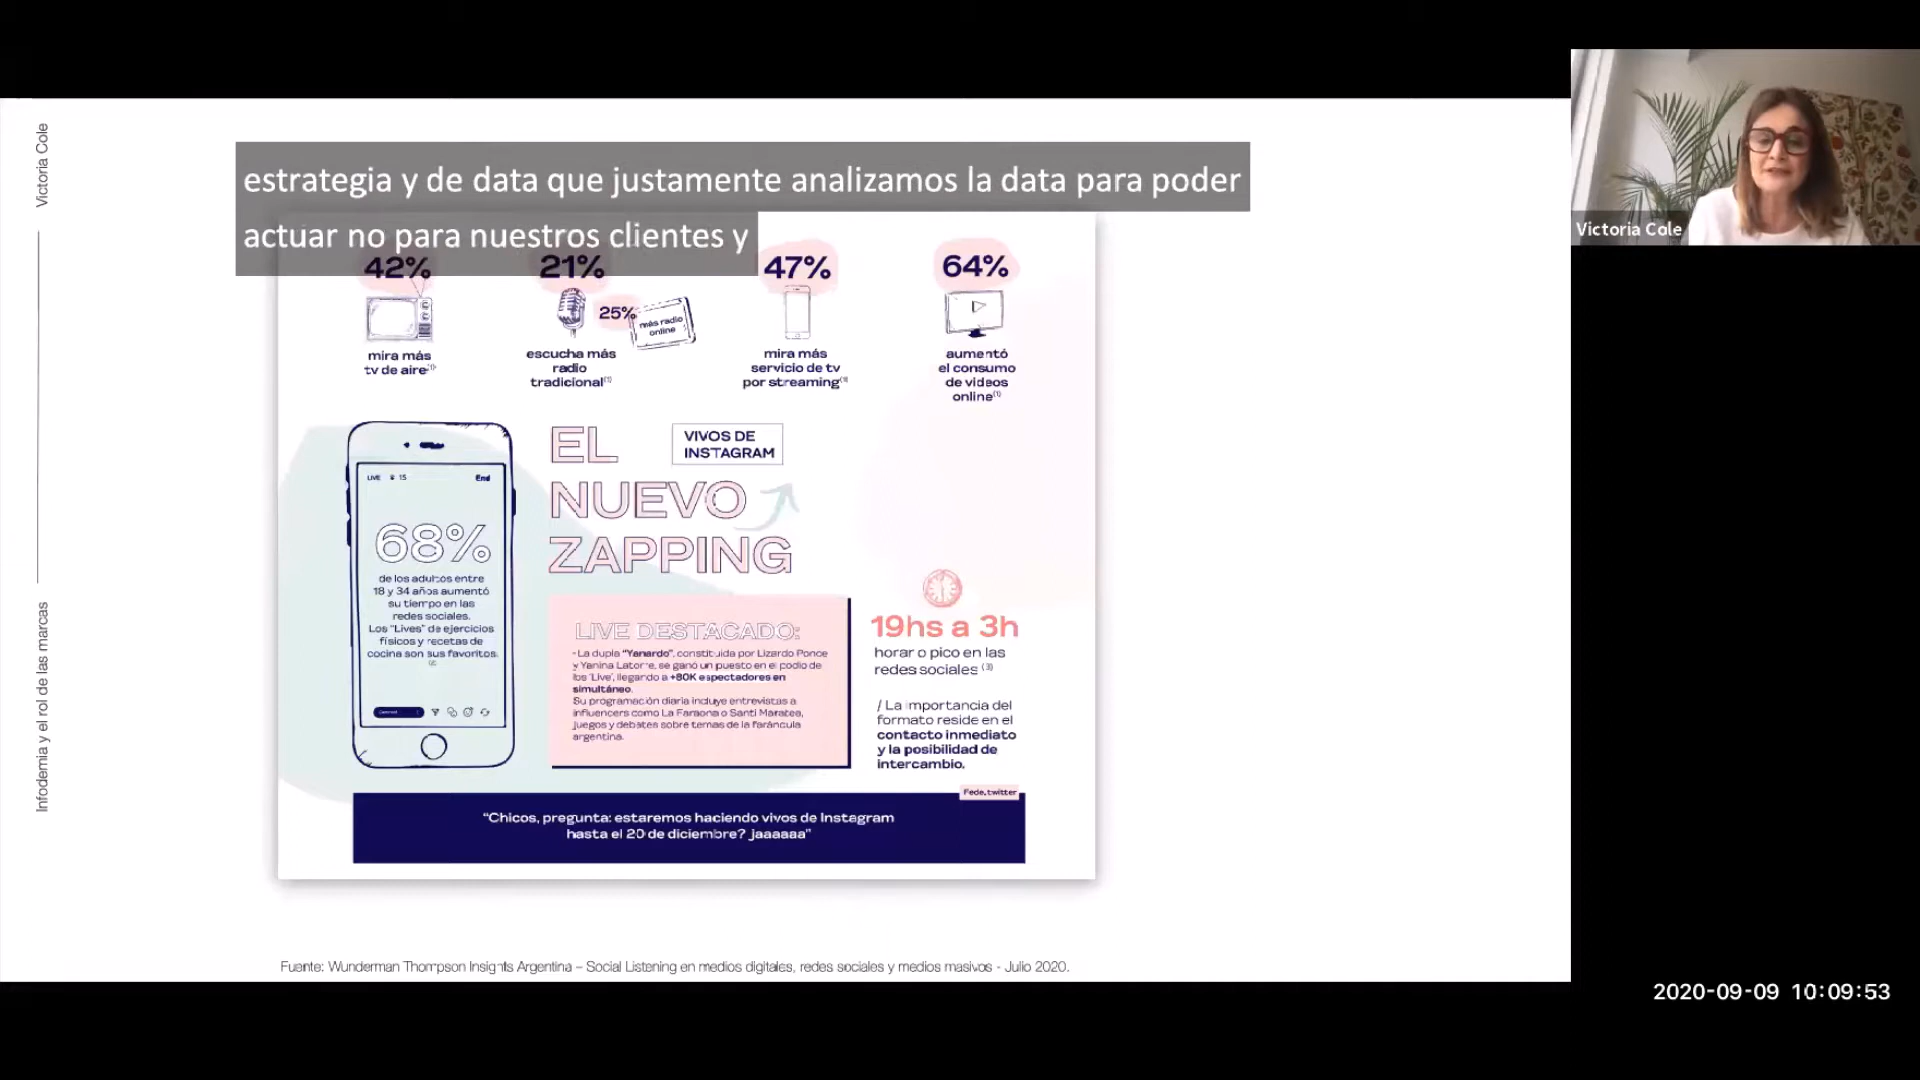 Victoria Cole
Infodemia y el rol de las marcas
estrategia y de data que justamente analizamos la data para poder
actuar no para nuestros clientes y
42%
mira más
tv de aire(1)
21%
25%
más radio
online
escucha más
radio
tradicional(1)
47%
mira más
servicio de tv
por streaming(1)
64%
aumentó
el consumo
de videos
online(1)
LIVE 15 End
68%
de los adultos entre
18 y 34 años aumentó
su tiempo en las
redes sociales.
Los "Lives" de ejercicios
físicos y recetas de
cocina son sus favoritos.
(2)
EL
NUEVO
ZAPPING
VIVOS DE
INSTAGRAM
LIVE DESTACADO:
- La dupla "Yanardo", constituida por Lizardo Ponce
y Yanina Latorre, se ganó un puesto en el podio de
los 'Live', llegando a +80K espectadores en
simultáneo.
Su programación diaria incluye entrevistas a
influencers como La Faraona o Santi Maratea,
juegos y debates sobre temas de la farándula
argentina.
19hs a 3h
horario pico en las
redes sociales (3)
/ La importancia del
formato reside en el
contacto inmediato
y la posibilidad de
intercambio.
Fede.twitter
"Chicos, pregunta: estaremos haciendo vivos de Instagram
hasta el 20 de diciembre? jaaaaaa"
Fuente: Wunderman Thompson Insights Argentina – Social Listening en medios digitales, redes sociales y medios masivos - Julio 2020.
Victoria Cole
2020-09-09 10:09:53